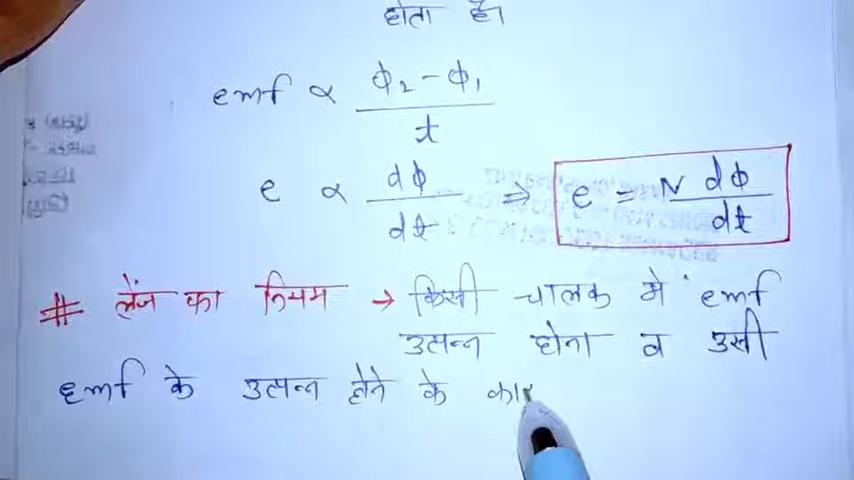 होता है।
emf ∝ ϕ₂ - ϕ₁ / t
e ∝ dϕ / dt ⇒ e = N dϕ / dt
# लेंज का नियम → किसी चालक मे emf
उत्पन्न होना व उसी
emf के उत्पन्न होने के कार